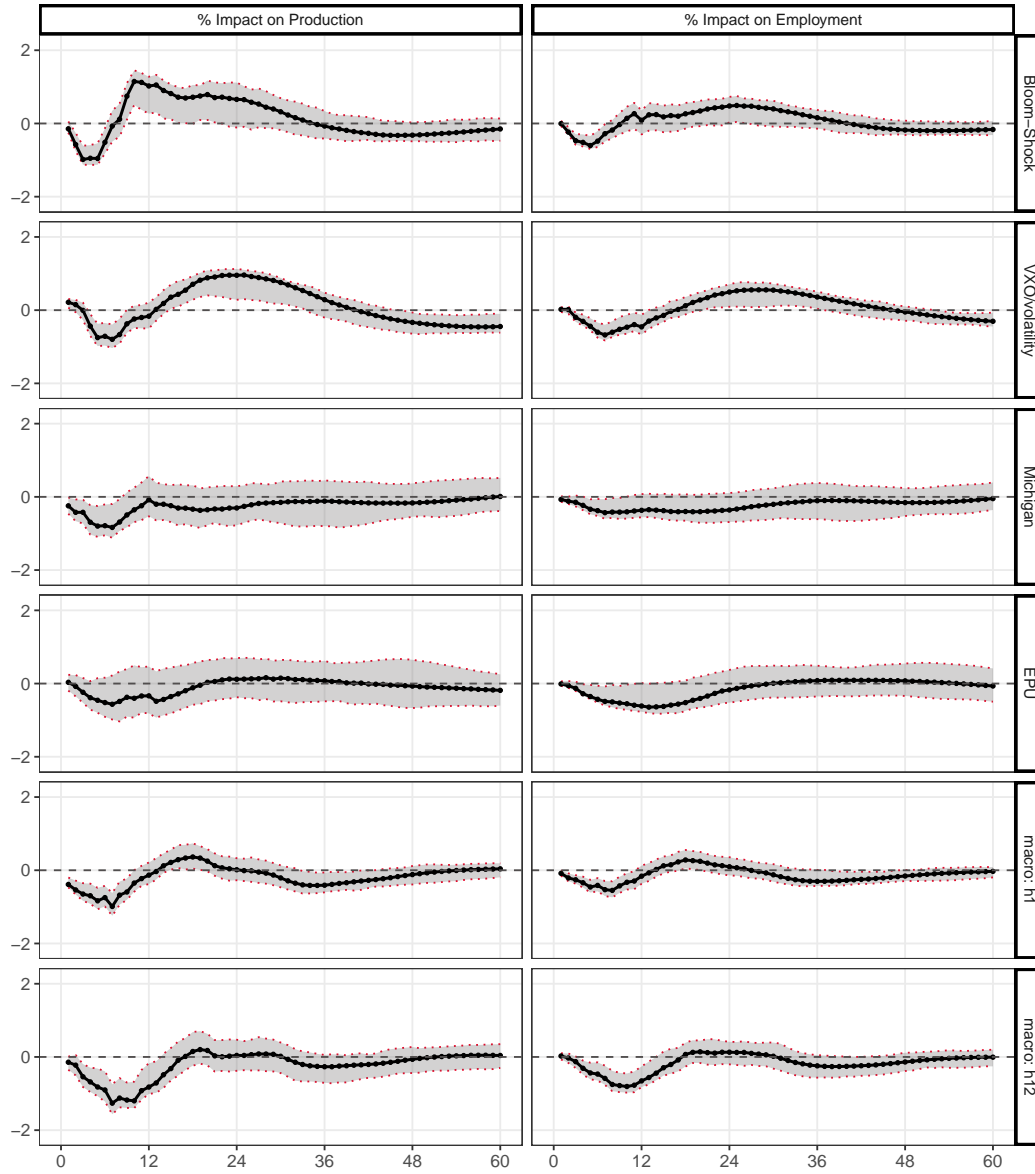 % Impact on Production
% Impact on Employment
2
0
−2
Bloom−Shock
2
0
−2
VXO/volatility
2
0
−2
Michigan
2
0
−2
EPU
2
0
−2
macro: h1
2
0
−2
macro: h12
0 12 24 36 48 60
0 12 24 36 48 60